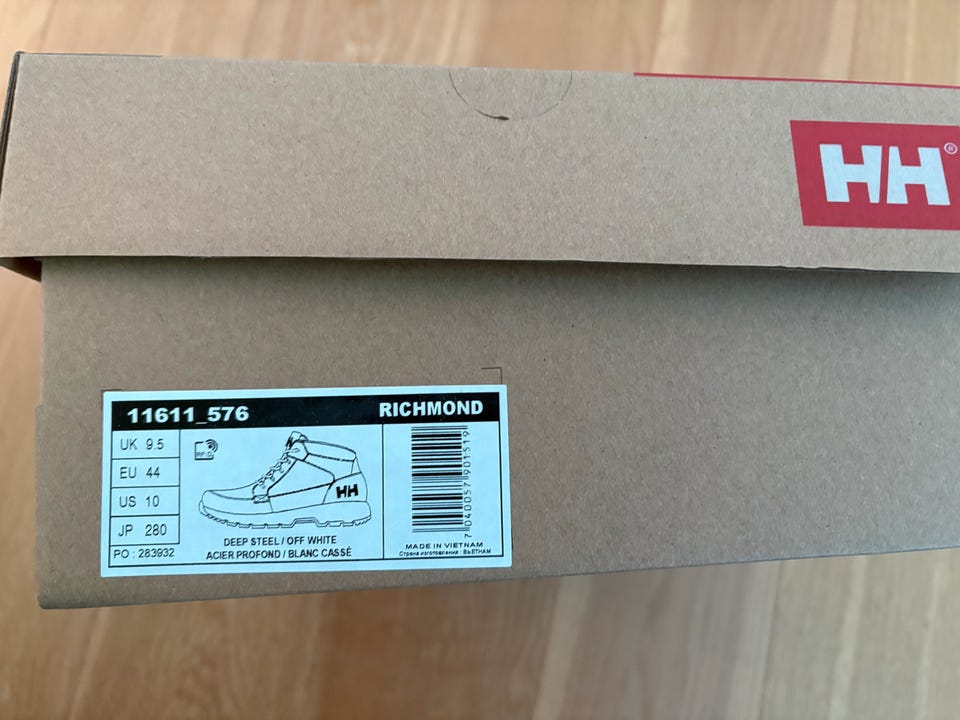 HH®
11611_576 RICHMOND
UK 9.5
EU 44
US 10
JP 280
PO : 283932
R.F.I.D.
HH
DEEP STEEL / OFF WHITE
ACIER PROFOND / BLANC CASSÉ
7040057901519
MADE IN VIETNAM
Страна изготовления : ВЬЕТНАМ